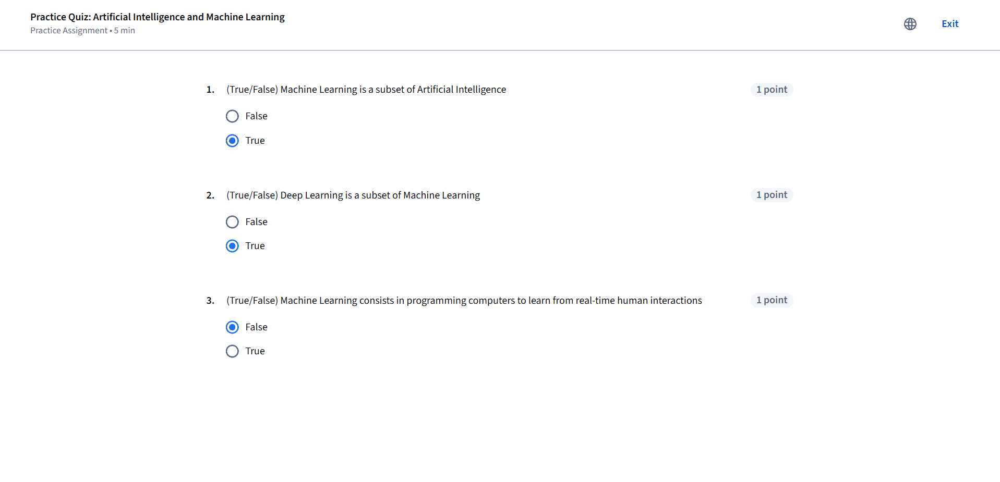 Practice Quiz: Artificial Intelligence and Machine Learning
Practice Assignment • 5 min
Exit
1. (True/False) Machine Learning is a subset of Artificial Intelligence 1 point
False
True
2. (True/False) Deep Learning is a subset of Machine Learning 1 point
False
True
3. (True/False) Machine Learning consists in programming computers to learn from real-time human interactions 1 point
False
True